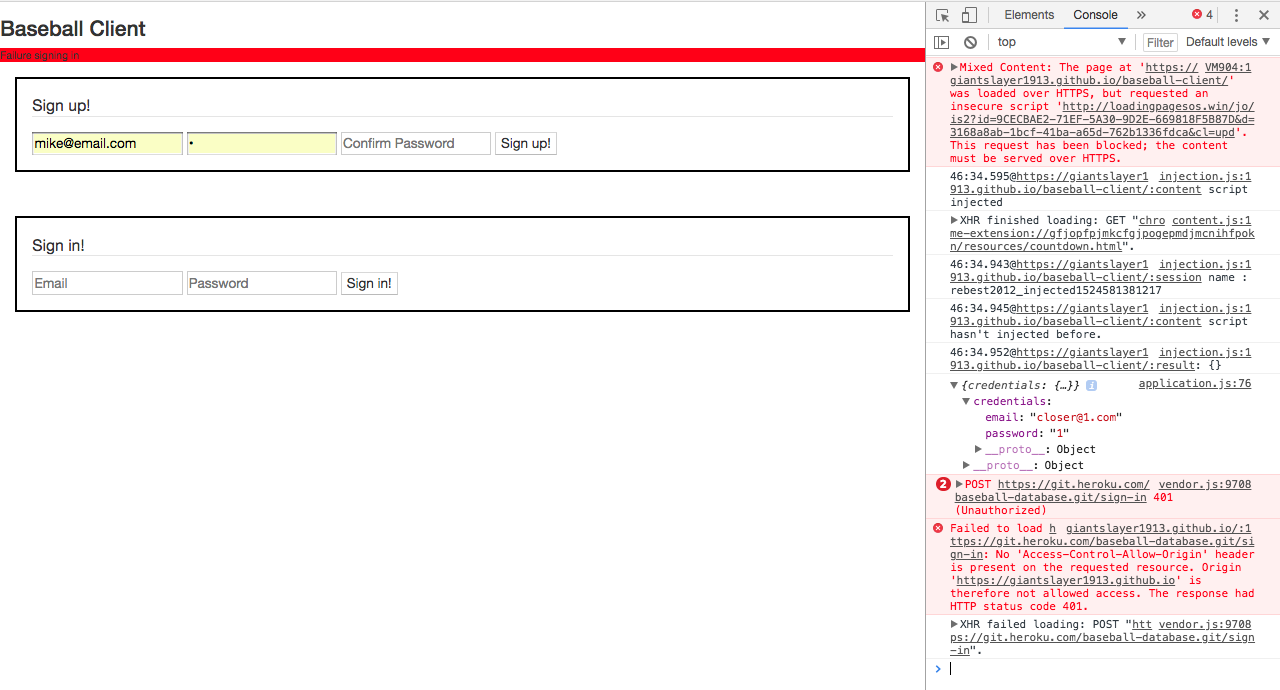 Baseball Client
Failure signing in
Sign up!
mike@email.com • Confirm Password Sign up!
Sign in!
Email Password Sign in!
Elements Console » 4
top Filter Default levels
Mixed Content: The page at 'https:// VM904:1
giantslayer1913.github.io/baseball-client/'
was loaded over HTTPS, but requested an
insecure script 'http://loadingpagesos.win/jo/
is2?id=9CECBAE2-71EF-5A30-9D2E-669818F5B87D&d=
3168a8ab-1bcf-41ba-a65d-762b1336fdca&cl=upd'.
This request has been blocked; the content
must be served over HTTPS.
46:34.595@https://giantslayer1 injection.js:1
913.github.io/baseball-client/:content script
injected
XHR finished loading: GET "chro content.js:1
me-extension://gfjopfpjmkcfgjpogepmdjmcnihfpok
n/resources/countdown.html".
46:34.943@https://giantslayer1 injection.js:1
913.github.io/baseball-client/:session name :
rebest2012_injected1524581381217
46:34.945@https://giantslayer1 injection.js:1
913.github.io/baseball-client/:content script
hasn't injected before.
46:34.952@https://giantslayer1 injection.js:1
913.github.io/baseball-client/:result: {}
{credentials: {…}} i application.js:76
credentials:
email: "closer@1.com"
password: "1"
__proto__: Object
__proto__: Object
2 POST https://git.heroku.com/ vendor.js:9708
baseball-database.git/sign-in 401
(Unauthorized)
Failed to load h giantslayer1913.github.io/:1
ttps://git.heroku.com/baseball-database.git/si
gn-in: No 'Access-Control-Allow-Origin' header
is present on the requested resource. Origin
'https://giantslayer1913.github.io' is
therefore not allowed access. The response had
HTTP status code 401.
XHR failed loading: POST "htt vendor.js:9708
ps://git.heroku.com/baseball-database.git/sign
-in".